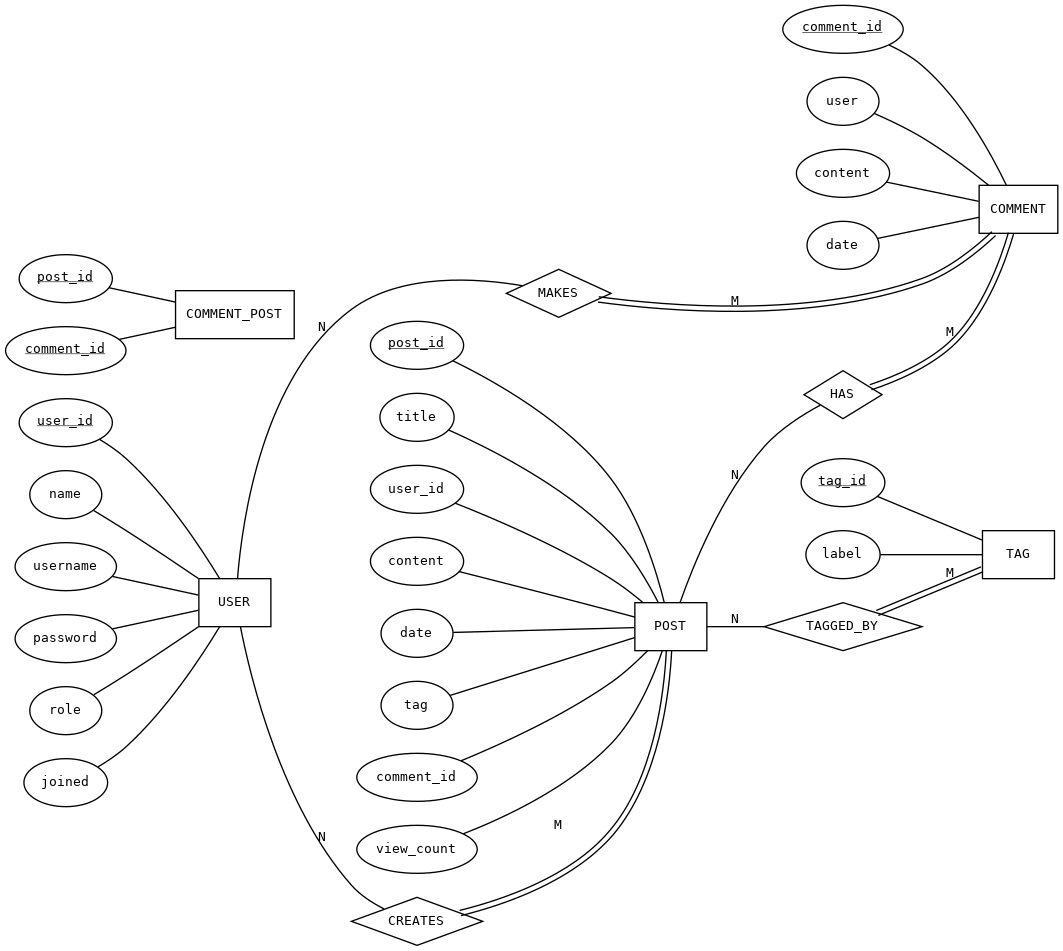 comment_id
user
content
date
COMMENT
post_id
comment_id
COMMENT_POST
MAKES
M
N
M
HAS
N
user_id
name
username
password
role
joined
USER
N
post_id
title
user_id
content
date
tag
comment_id
view_count
POST
N
TAGGED_BY
M
tag_id
label
TAG
M
CREATES